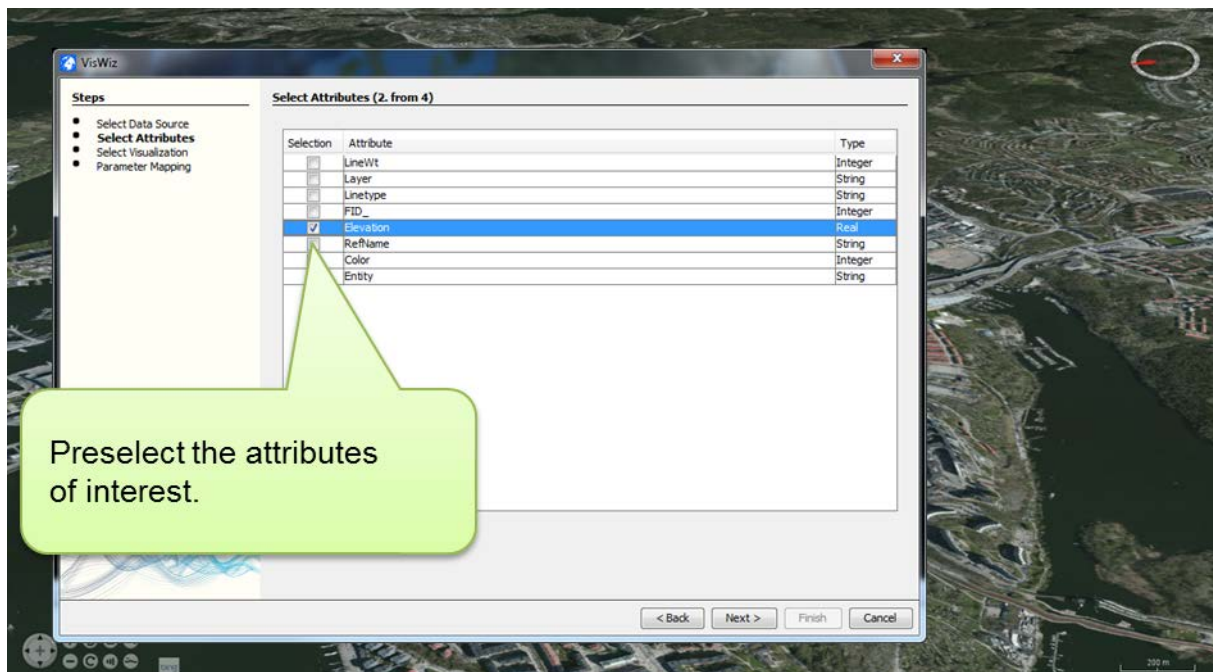 VisWiz
Steps
Select Data Source
Select Attributes
Select Visualization
Parameter Mapping
Select Attributes (2. from 4)
Selection Attribute Type
LineWt Integer
Layer String
Linetype String
FID_ Integer
Elevation Real
RefName String
Color Integer
Entity String
Preselect the attributes
of interest.
< Back Next > Finish Cancel
bing
200 m